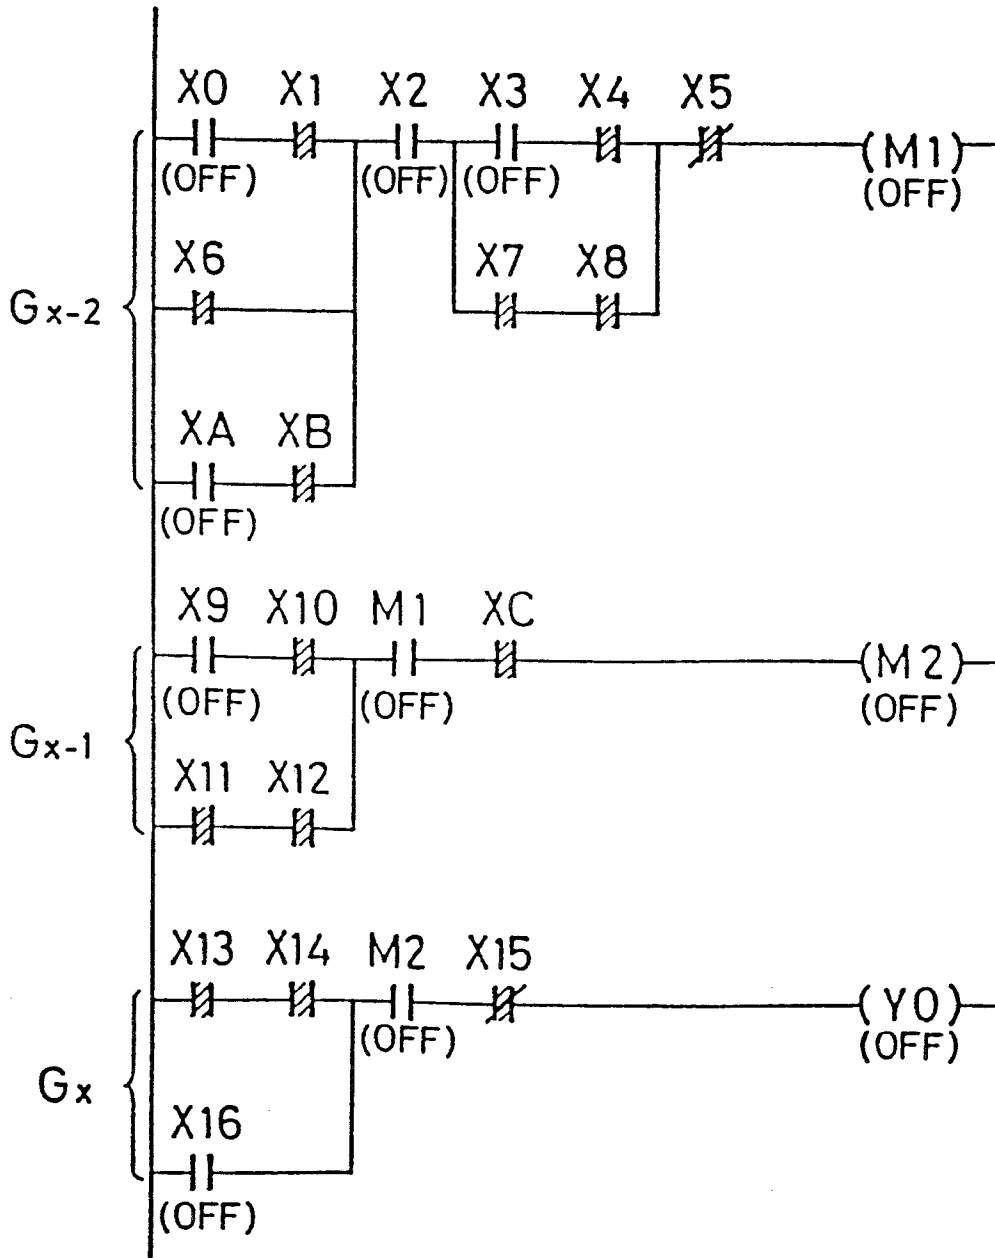 X0 X1 X2 X3 X4 X5
(M1)
(OFF) (OFF) (OFF) (OFF)
X6 X7 X8
Gx-2
XA XB
(OFF)
X9 X10 M1 XC
(M2)
(OFF) (OFF) (OFF)
Gx-1
X11 X12
X13 X14 M2 X15
(Y0)
(OFF) (OFF)
Gx
X16
(OFF)